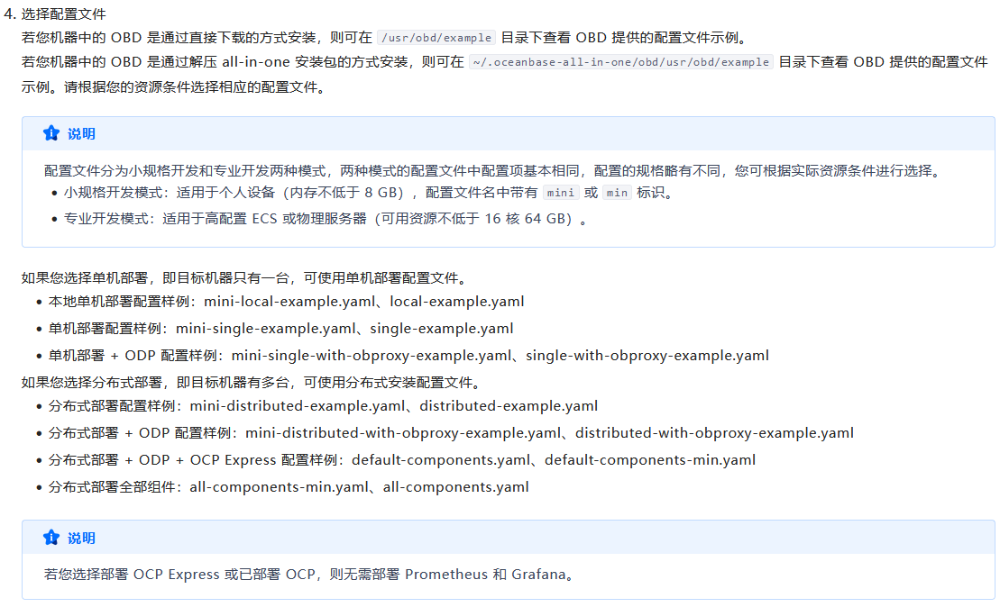 4. 选择配置文件
若您机器中的 OBD 是通过直接下载的方式安装，则可在 /usr/obd/example 目录下查看 OBD 提供的配置文件示例。
若您机器中的 OBD 是通过解压 all-in-one 安装包的方式安装，则可在 ~/.oceanbase-all-in-one/obd/usr/obd/example 目录下查看 OBD 提供的配置文件
示例。请根据您的资源条件选择相应的配置文件。
说明
配置文件分为小规格开发和专业开发两种模式，两种模式的配置文件中配置项基本相同，配置的规格略有不同，您可根据实际资源条件进行选择。
• 小规格开发模式：适用于个人设备（内存不低于 8 GB），配置文件名中带有 mini 或 min 标识。
• 专业开发模式：适用于高配置 ECS 或物理服务器（可用资源不低于 16 核 64 GB）。
如果您选择单机部署，即目标机器只有一台，可使用单机部署配置文件。
• 本地单机部署配置样例：mini-local-example.yaml、local-example.yaml
• 单机部署配置样例：mini-single-example.yaml、single-example.yaml
• 单机部署 + ODP 配置样例：mini-single-with-obproxy-example.yaml、single-with-obproxy-example.yaml
如果您选择分布式部署，即目标机器有多台，可使用分布式安装配置文件。
• 分布式部署配置样例：mini-distributed-example.yaml、distributed-example.yaml
• 分布式部署 + ODP 配置样例：mini-distributed-with-obproxy-example.yaml、distributed-with-obproxy-example.yaml
• 分布式部署 + ODP + OCP Express 配置样例：default-components.yaml、default-components-min.yaml
• 分布式部署全部组件：all-components-min.yaml、all-components.yaml
说明
若您选择部署 OCP Express 或已部署 OCP，则无需部署 Prometheus 和 Grafana。